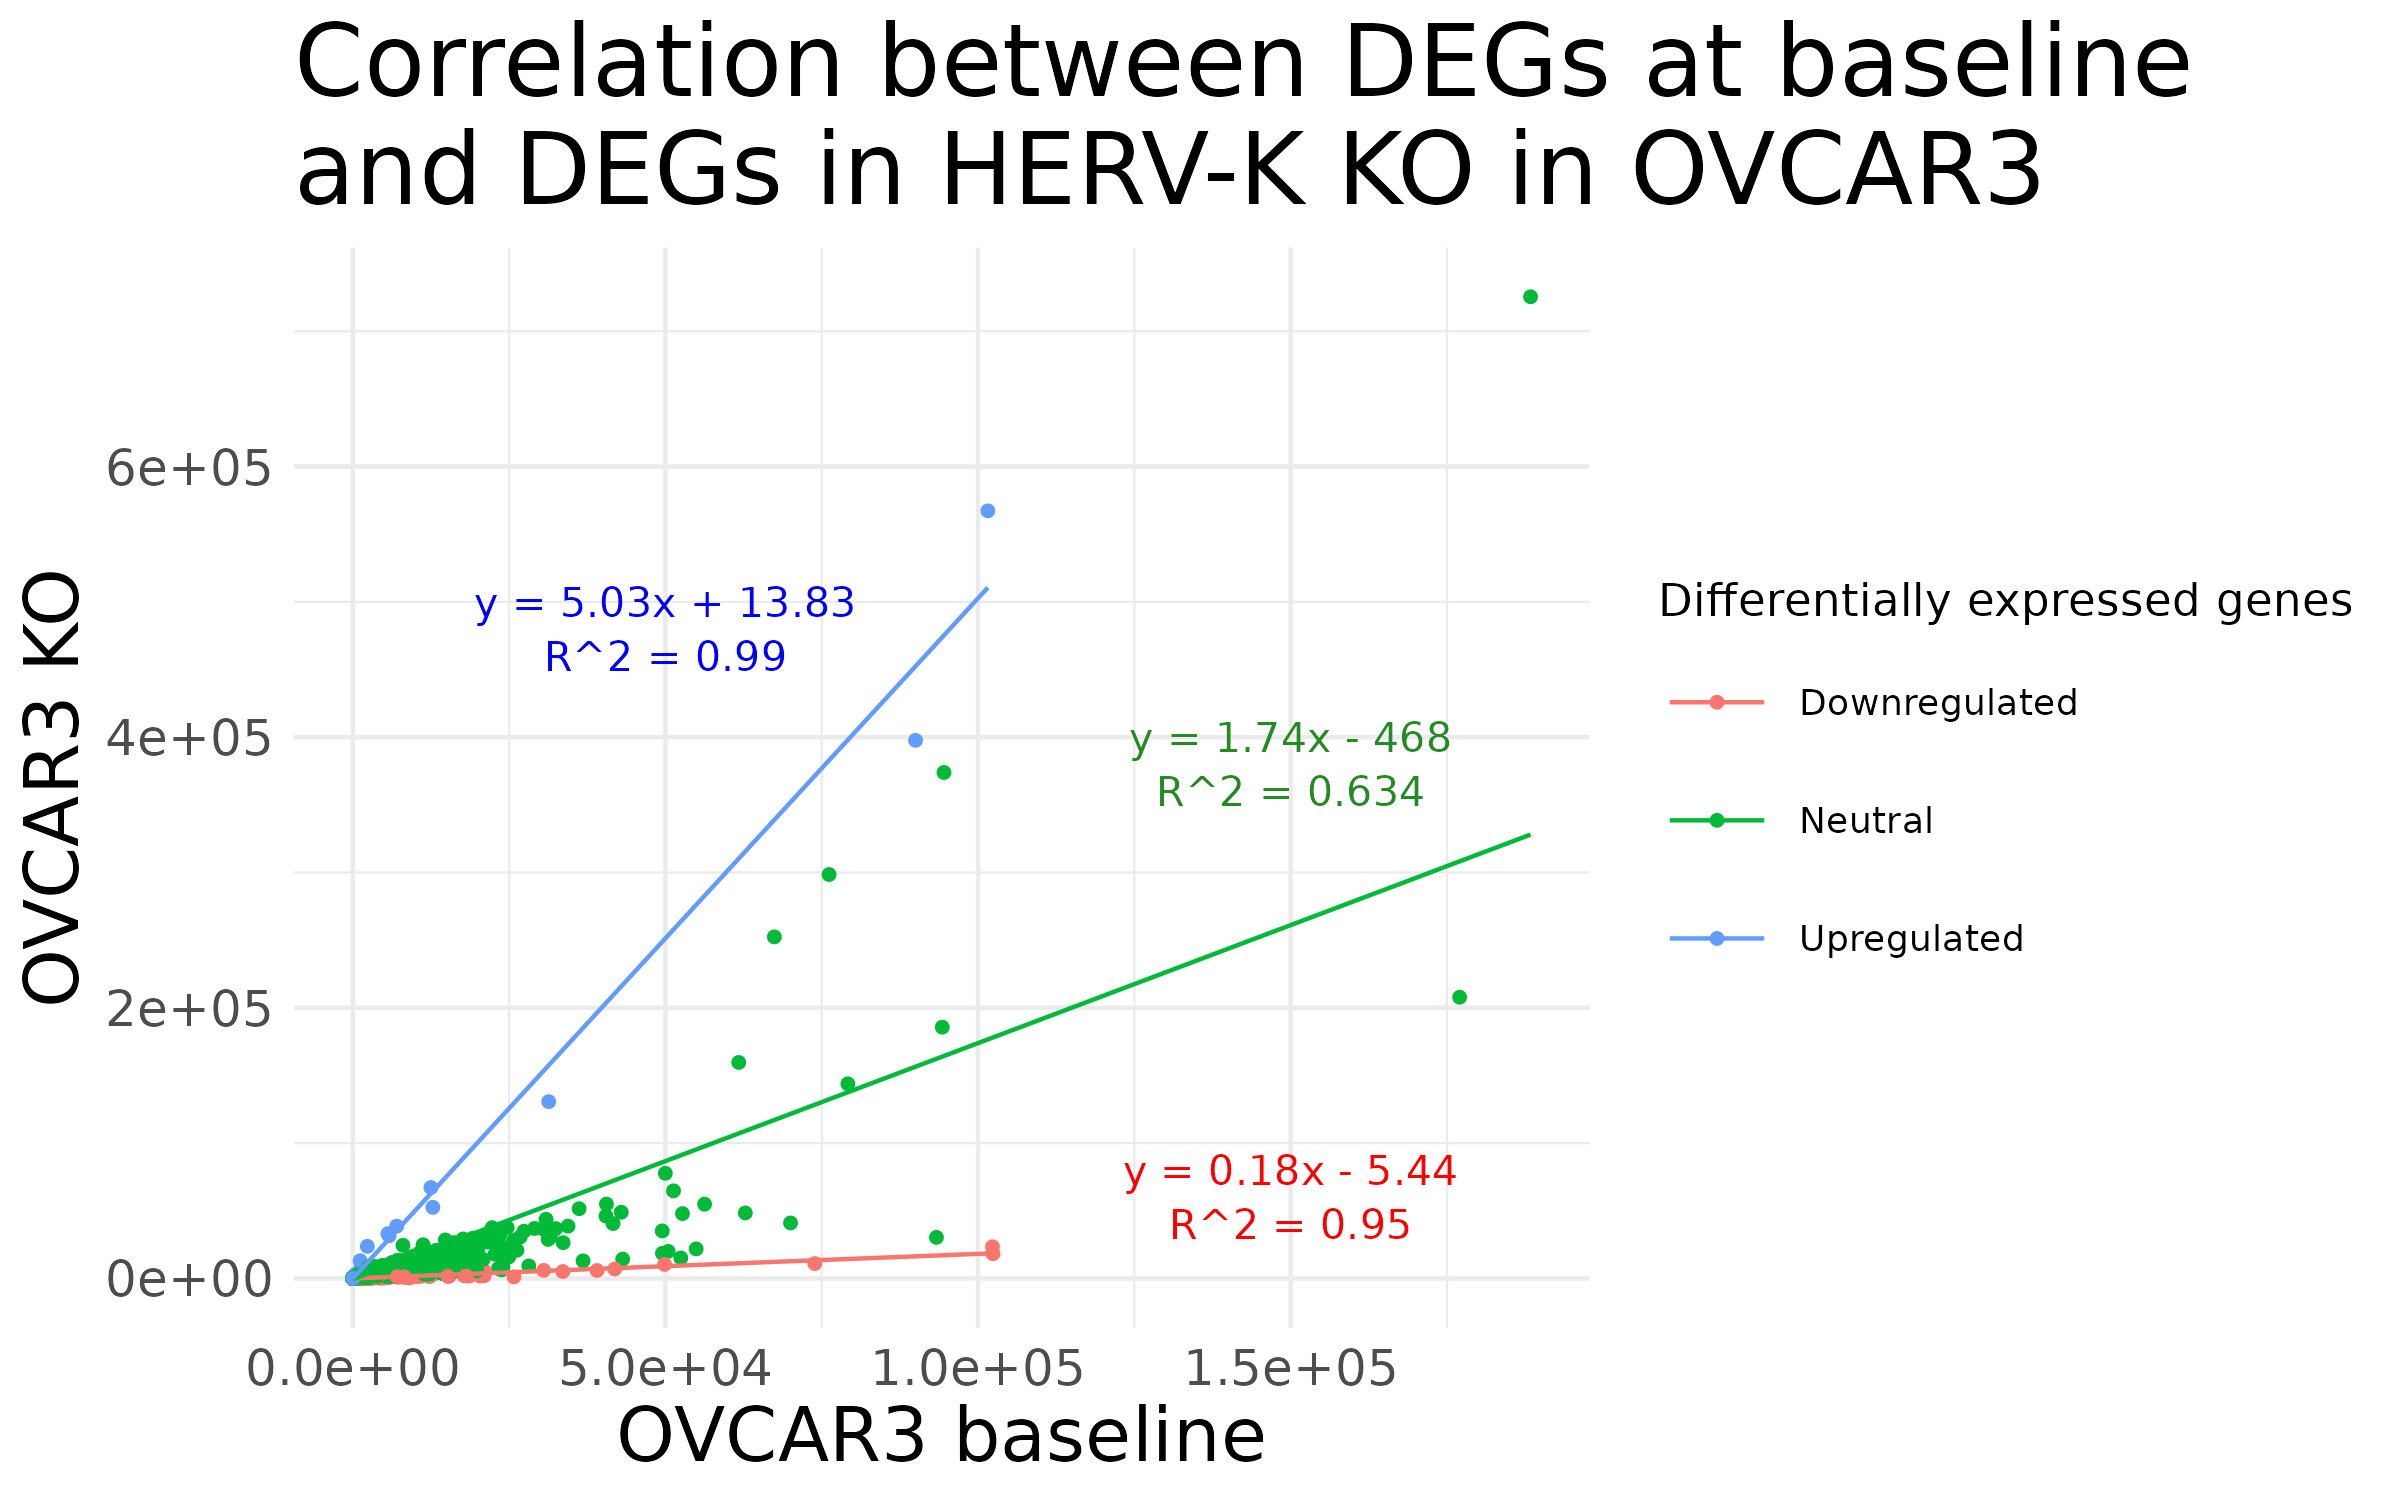 Correlation between DEGs at baseline
and DEGs in HERV-K KO in OVCAR3
OVCAR3 KO
6e+05
4e+05
2e+05
0e+00
y = 5.03x + 13.83
R^2 = 0.99
y = 1.74x - 468
R^2 = 0.634
y = 0.18x - 5.44
R^2 = 0.95
0.0e+00
5.0e+04
1.0e+05
1.5e+05
OVCAR3 baseline
Differentially expressed genes
Downregulated
Neutral
Upregulated